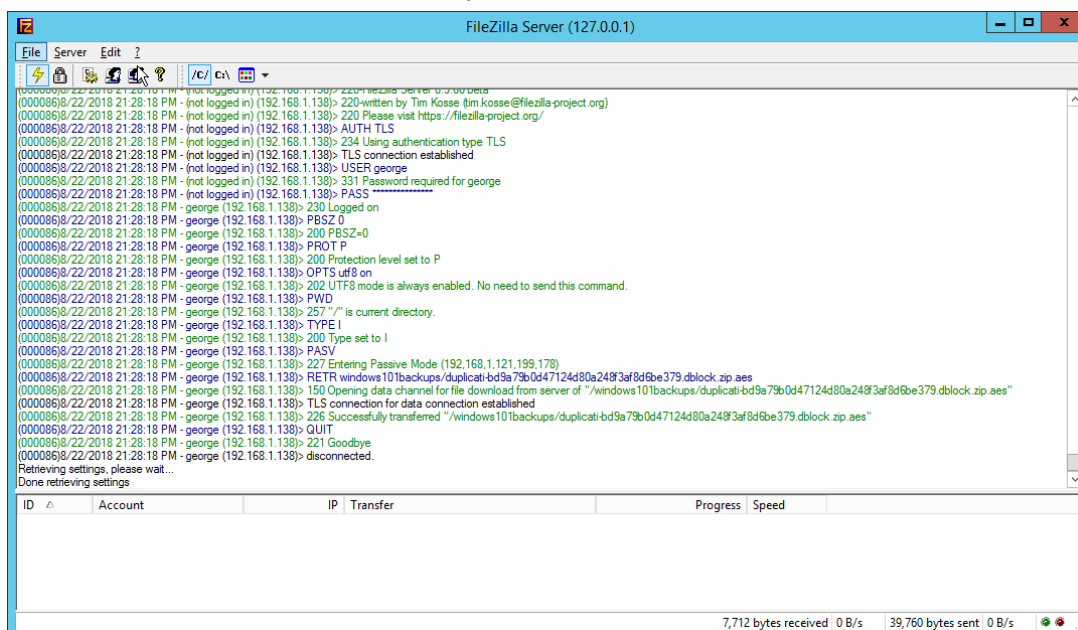 FileZilla Server (127.0.0.1)
File Server Edit ?
/C/ C:\
(000086)8/22/2018 21:28:18 PM - (not logged in) (192.168.1.138)> 220-FileZilla Server 0.9.60 beta
(000086)8/22/2018 21:28:18 PM - (not logged in) (192.168.1.138)> 220-written by Tim Kosse (tim.kosse@filezilla-project.org)
(000086)8/22/2018 21:28:18 PM - (not logged in) (192.168.1.138)> 220 Please visit https://filezilla-project.org/
(000086)8/22/2018 21:28:18 PM - (not logged in) (192.168.1.138)> AUTH TLS
(000086)8/22/2018 21:28:18 PM - (not logged in) (192.168.1.138)> 234 Using authentication type TLS
(000086)8/22/2018 21:28:18 PM - (not logged in) (192.168.1.138)> TLS connection established
(000086)8/22/2018 21:28:18 PM - (not logged in) (192.168.1.138)> USER george
(000086)8/22/2018 21:28:18 PM - (not logged in) (192.168.1.138)> 331 Password required for george
(000086)8/22/2018 21:28:18 PM - (not logged in) (192.168.1.138)> PASS ***************
(000086)8/22/2018 21:28:18 PM - george (192.168.1.138)> 230 Logged on
(000086)8/22/2018 21:28:18 PM - george (192.168.1.138)> PBSZ 0
(000086)8/22/2018 21:28:18 PM - george (192.168.1.138)> 200 PBSZ=0
(000086)8/22/2018 21:28:18 PM - george (192.168.1.138)> PROT P
(000086)8/22/2018 21:28:18 PM - george (192.168.1.138)> 200 Protection level set to P
(000086)8/22/2018 21:28:18 PM - george (192.168.1.138)> OPTS utf8 on
(000086)8/22/2018 21:28:18 PM - george (192.168.1.138)> 202 UTF8 mode is always enabled. No need to send this command.
(000086)8/22/2018 21:28:18 PM - george (192.168.1.138)> PWD
(000086)8/22/2018 21:28:18 PM - george (192.168.1.138)> 257 "/" is current directory.
(000086)8/22/2018 21:28:18 PM - george (192.168.1.138)> TYPE I
(000086)8/22/2018 21:28:18 PM - george (192.168.1.138)> 200 Type set to I
(000086)8/22/2018 21:28:18 PM - george (192.168.1.138)> PASV
(000086)8/22/2018 21:28:18 PM - george (192.168.1.138)> 227 Entering Passive Mode (192,168,1,121,199,178)
(000086)8/22/2018 21:28:18 PM - george (192.168.1.138)> RETR windows101backups/duplicati-bd9a79b0d47124d80a248f3af8d6be379.dblock.zip.aes
(000086)8/22/2018 21:28:18 PM - george (192.168.1.138)> 150 Opening data channel for file download from server of "/windows101backups/duplicati-bd9a79b0d47124d80a248f3af8d6be379.dblock.zip.aes"
(000086)8/22/2018 21:28:18 PM - george (192.168.1.138)> TLS connection for data connection established
(000086)8/22/2018 21:28:18 PM - george (192.168.1.138)> 226 Successfully transferred "/windows101backups/duplicati-bd9a79b0d47124d80a248f3af8d6be379.dblock.zip.aes"
(000086)8/22/2018 21:28:18 PM - george (192.168.1.138)> QUIT
(000086)8/22/2018 21:28:18 PM - george (192.168.1.138)> 221 Goodbye
(000086)8/22/2018 21:28:18 PM - george (192.168.1.138)> disconnected.
Retrieving settings, please wait...
Done retrieving settings
ID Account IP Transfer Progress Speed
7,712 bytes received 0 B/s 39,760 bytes sent 0 B/s